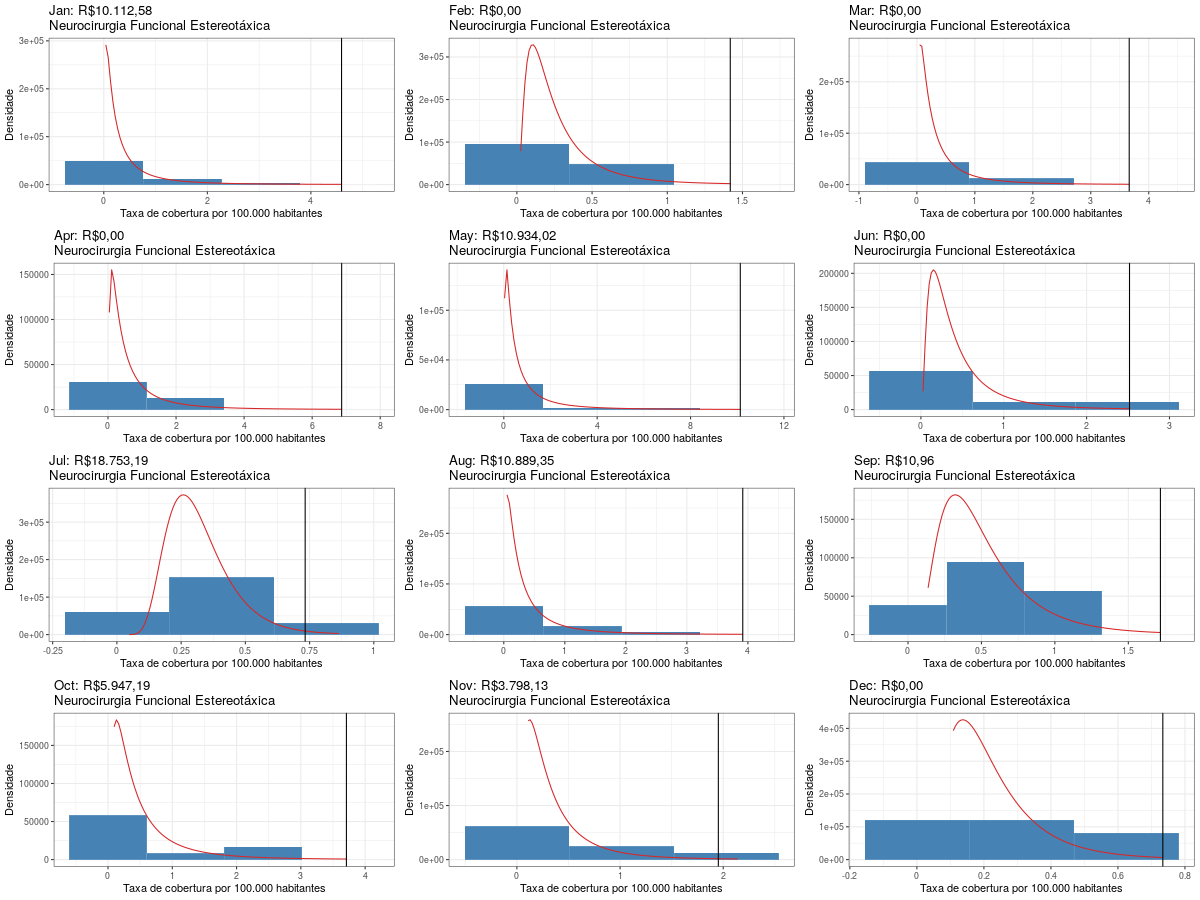 Jan: R$10.112,58
Neurocirurgia Funcional Estereotáxica
3e+05
2e+05
1e+05
0e+00
Densidade
0
2
4
Taxa de cobertura por 100.000 habitantes
Feb: R$0,00
Neurocirurgia Funcional Estereotáxica
3e+05
2e+05
1e+05
0e+00
Densidade
0
0.5
1
1.5
Taxa de cobertura por 100.000 habitantes
Mar: R$0,00
Neurocirurgia Funcional Estereotáxica
2e+05
1e+05
0e+00
Densidade
-1
0
1
2
3
4
Taxa de cobertura por 100.000 habitantes
Apr: R$0,00
Neurocirurgia Funcional Estereotáxica
150000
100000
50000
0
Densidade
0
2
4
6
8
Taxa de cobertura por 100.000 habitantes
May: R$10.934,02
Neurocirurgia Funcional Estereotáxica
1e+05
5e+04
0e+00
Densidade
0
4
8
12
Taxa de cobertura por 100.000 habitantes
Jun: R$0,00
Neurocirurgia Funcional Estereotáxica
200000
150000
100000
50000
0
Densidade
0
1
2
3
Taxa de cobertura por 100.000 habitantes
Jul: R$18.753,19
Neurocirurgia Funcional Estereotáxica
3e+05
2e+05
1e+05
0e+00
Densidade
-0.25
0
0.25
0.5
0.75
1
Taxa de cobertura por 100.000 habitantes
Aug: R$10.889,35
Neurocirurgia Funcional Estereotáxica
2e+05
1e+05
0e+00
Densidade
0
1
2
3
4
Taxa de cobertura por 100.000 habitantes
Sep: R$10,96
Neurocirurgia Funcional Estereotáxica
150000
100000
50000
0
Densidade
0
0.5
1
1.5
Taxa de cobertura por 100.000 habitantes
Oct: R$5.947,19
Neurocirurgia Funcional Estereotáxica
150000
100000
50000
0
Densidade
0
1
2
3
4
Taxa de cobertura por 100.000 habitantes
Nov: R$3.798,13
Neurocirurgia Funcional Estereotáxica
2e+05
1e+05
0e+00
Densidade
0
1
2
Taxa de cobertura por 100.000 habitantes
Dec: R$0,00
Neurocirurgia Funcional Estereotáxica
4e+05
3e+05
2e+05
1e+05
0e+00
Densidade
-0.2
0
0.2
0.4
0.6
0.8
Taxa de cobertura por 100.000 habitantes